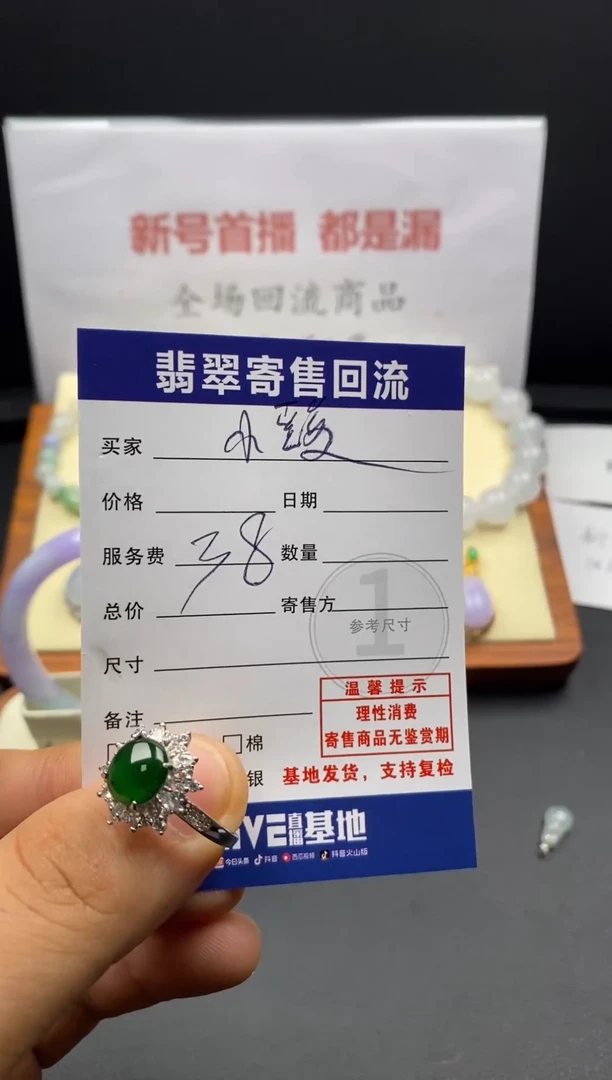 新号首播 都是漏
全场回流商品
翡翠寄售回流
买家
价格 日期
服务费 38 数量
总价 寄售方
1
参考尺寸
尺寸
温馨提示
理性消费
寄售商品无鉴赏期
备注
棉
银
基地发货，支持复检
VE直播基地
今日头条 抖音 西瓜视频 抖音火山版